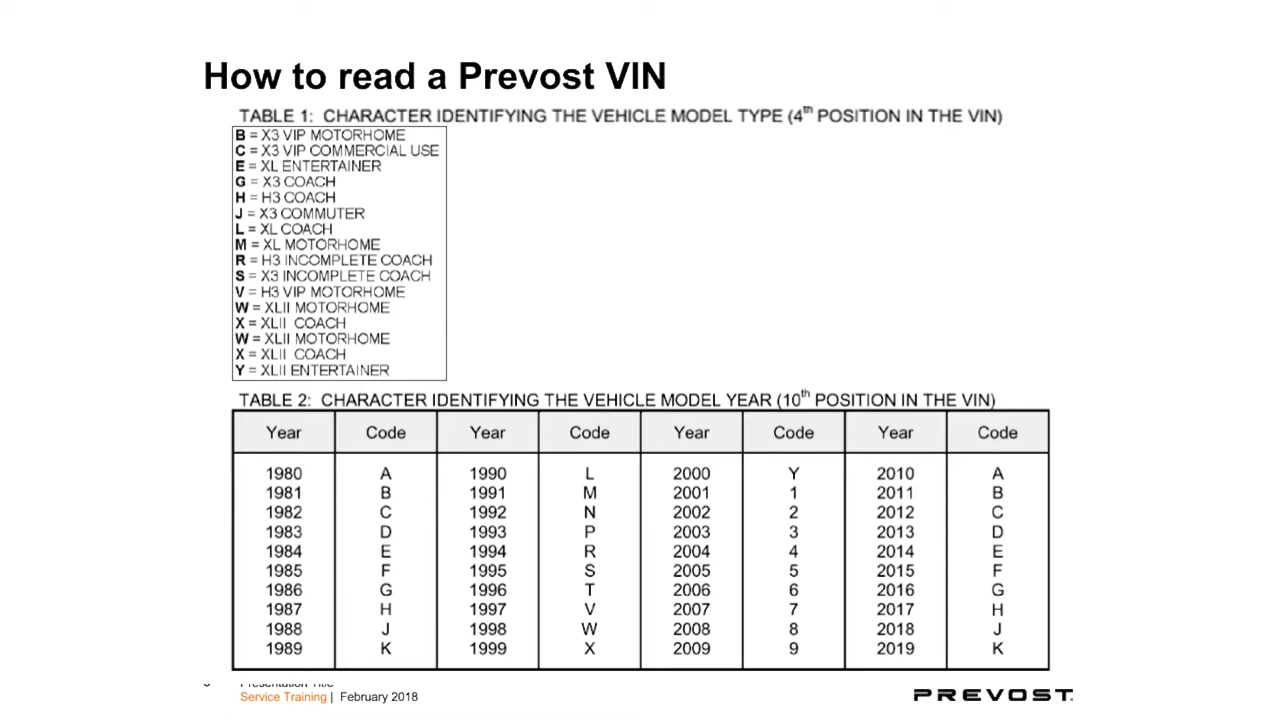 How to read a Prevost VIN
TABLE 1: CHARACTER IDENTIFYING THE VEHICLE MODEL TYPE (4th POSITION IN THE VIN)
B = X3 VIP MOTORHOME
C = X3 VIP COMMERCIAL USE
E = XL ENTERTAINER
G = X3 COACH
H = H3 COACH
J = X3 COMMUTER
L = XL COACH
M = XL MOTORHOME
R = H3 INCOMPLETE COACH
S = X3 INCOMPLETE COACH
V = H3 VIP MOTORHOME
W = XLII MOTORHOME
X = XLII COACH
W = XLII MOTORHOME
X = XLII COACH
Y = XLII ENTERTAINER
TABLE 2: CHARACTER IDENTIFYING THE VEHICLE MODEL YEAR (10th POSITION IN THE VIN)
Year Code Year Code Year Code Year Code
1980 A 1990 L 2000 Y 2010 A
1981 B 1991 M 2001 1 2011 B
1982 C 1992 N 2002 2 2012 C
1983 D 1993 P 2003 3 2013 D
1984 E 1994 R 2004 4 2014 E
1985 F 1995 S 2005 5 2015 F
1986 G 1996 T 2006 6 2016 G
1987 H 1997 V 2007 7 2017 H
1988 J 1998 W 2008 8 2018 J
1989 K 1999 X 2009 9 2019 K
Presentation Title
Service Training | February 2018
PREVOST